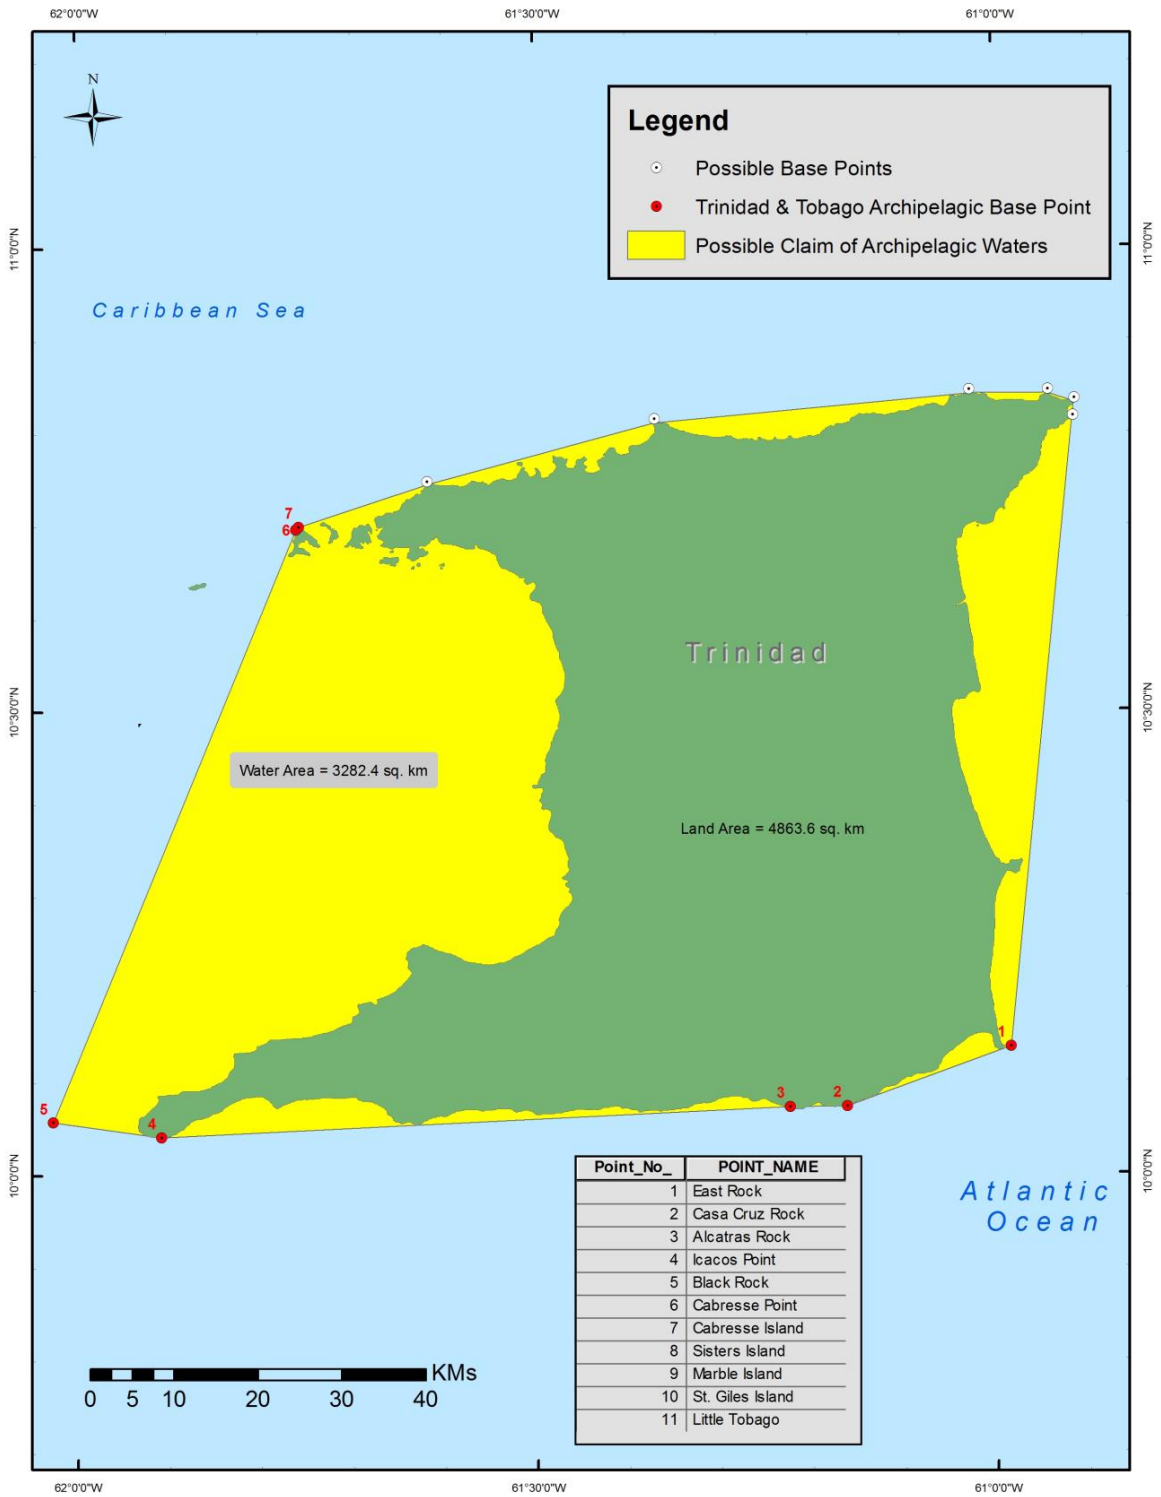 62°0'0"W 61°30'0"W 61°0'0"W
N
Legend
Possible Base Points
Trinidad & Tobago Archipelagic Base Point
Possible Claim of Archipelagic Waters
11°0'0"N 11°0'0"N
Caribbean Sea
7
6
Trinidad
10°30'0"N 10°30'0"N
Water Area = 3282.4 sq. km
Land Area = 4863.6 sq. km
1
2
3
5
4
10°0'0"N 10°0'0"N
Point_No_ POINT_NAME
1 East Rock
2 Casa Cruz Rock
3 Alcatras Rock
4 Icacos Point
5 Black Rock
6 Cabresse Point
7 Cabresse Island
8 Sisters Island
9 Marble Island
10 St. Giles Island
11 Little Tobago
Atlantic
Ocean
KMs
0 5 10 20 30 40
62°0'0"W 61°30'0"W 61°0'0"W